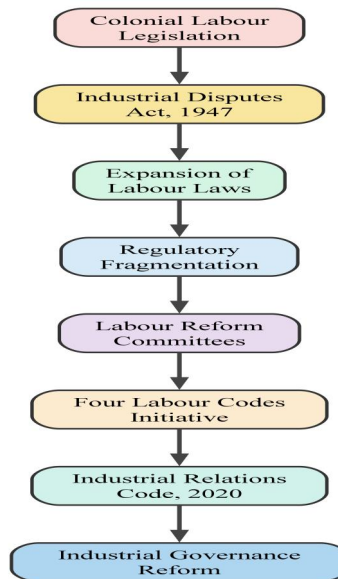 Colonial Labour
Legislation
Industrial Disputes
Act, 1947
Expansion of
Labour Laws
Regulatory
Fragmentation
Labour Reform
Committees
Four Labour Codes
Initiative
Industrial Relations
Code, 2020
Industrial Governance
Reform